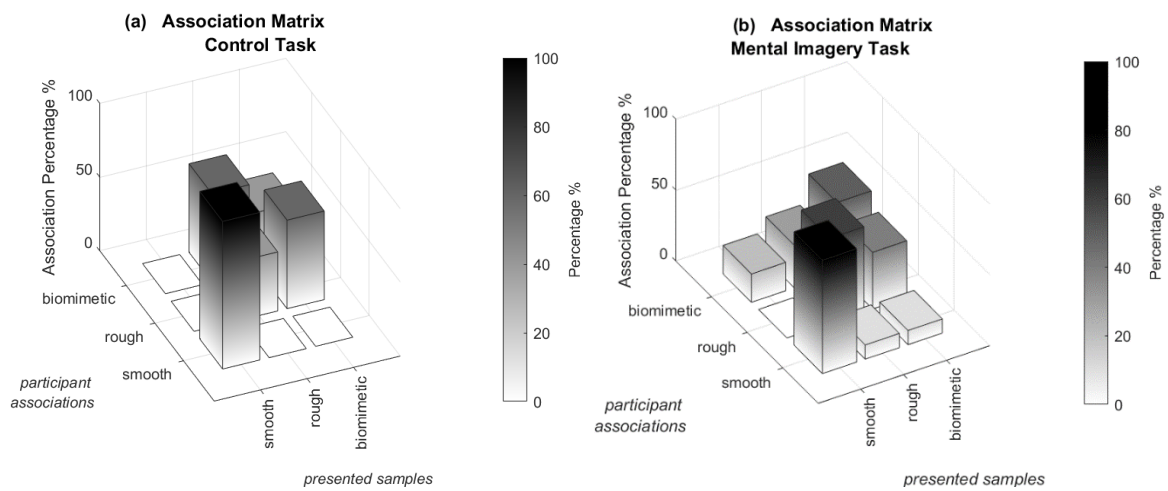 (a) Association Matrix
Control Task
Association Percentage %
100
50
0
biomimetic
rough
smooth
participant
associations
smooth
rough
biomimetic
presented samples
100
80
60
40
20
0
Percentage %
(b) Association Matrix
Mental Imagery Task
Association Percentage %
100
50
0
biomimetic
rough
smooth
participant
associations
smooth
rough
biomimetic
presented samples
100
80
60
40
20
0
Percentage %